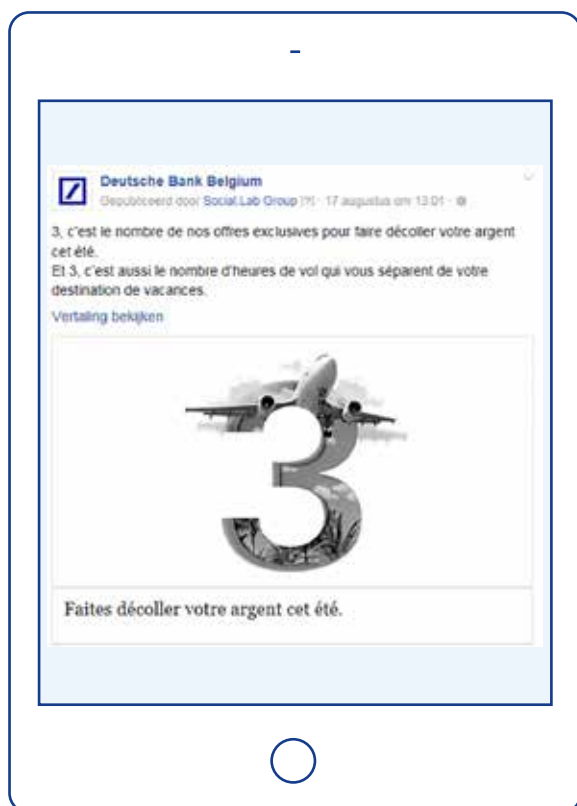 Deutsche Bank Belgium
Gepubliceerd door Social.Lab Group [?] · 17 augustus om 13:01 ·
3, c'est le nombre de nos offres exclusives pour faire décoller votre argent
cet été.
Et 3, c'est aussi le nombre d'heures de vol qui vous séparent de votre
destination de vacances.
Vertaling bekijken
3
Faites décoller votre argent cet été.